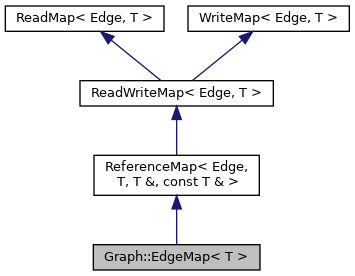 ReadMap< Edge, T >
WriteMap< Edge, T >
ReadWriteMap< Edge, T >
ReferenceMap< Edge,
T, T &, const T & >
Graph::EdgeMap< T >